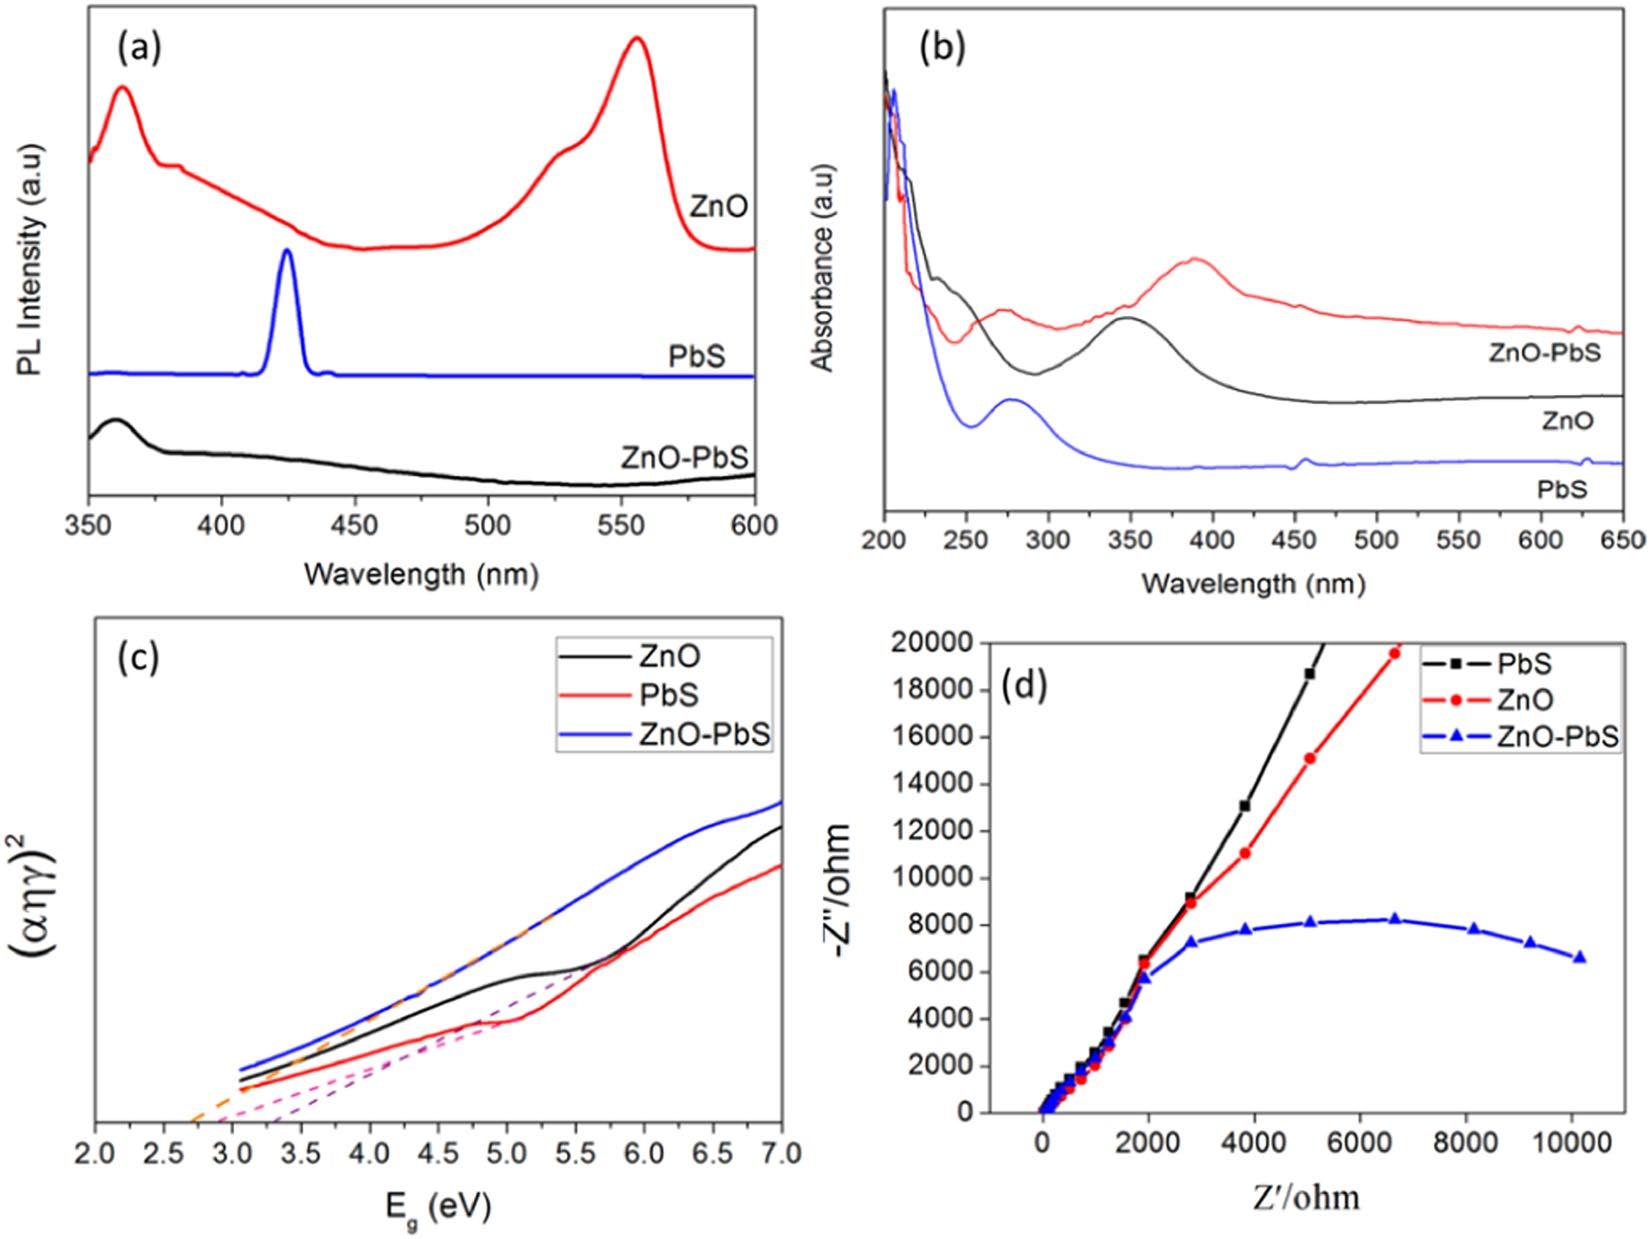 (a)
PL Intensity (a.u)
ZnO
PbS
ZnO-PbS
350 400 450 500 550 600
Wavelength (nm)
(b)
Absorbance (a.u)
ZnO-PbS
ZnO
PbS
200 250 300 350 400 450 500 550 600 650
Wavelength (nm)
(c)
ZnO
PbS
ZnO-PbS
(αηγ)²
2.0 2.5 3.0 3.5 4.0 4.5 5.0 5.5 6.0 6.5 7.0
Eg (eV)
(d)
PbS
ZnO
ZnO-PbS
-Z"/ohm
20000
18000
16000
14000
12000
10000
8000
6000
4000
2000
0
0 2000 4000 6000 8000 10000
Z'/ohm